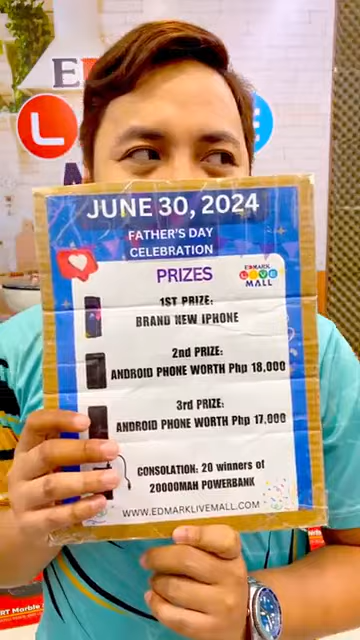 JUNE 30, 2024
FATHER'S DAY
CELEBRATION
PRIZES
EDMARK
LIVE
MALL
1ST PRIZE:
BRAND NEW IPHONE
2nd PRIZE:
ANDROID PHONE WORTH Php 18,000
3rd PRIZE:
ANDROID PHONE WORTH Php 17,000
CONSOLATION: 20 winners of
20000MAH POWERBANK
WWW.EDMARKLIVEMALL.COM
RT Marble